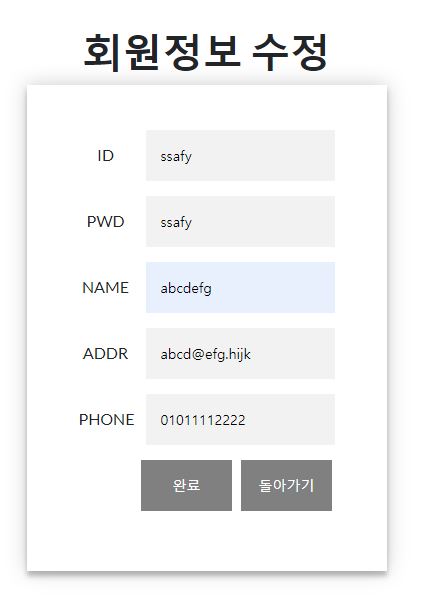 회원정보 수정
ID ssafy
PWD ssafy
NAME abcdefg
ADDR abcd@efg.hijk
PHONE 01011112222
완료 돌아가기